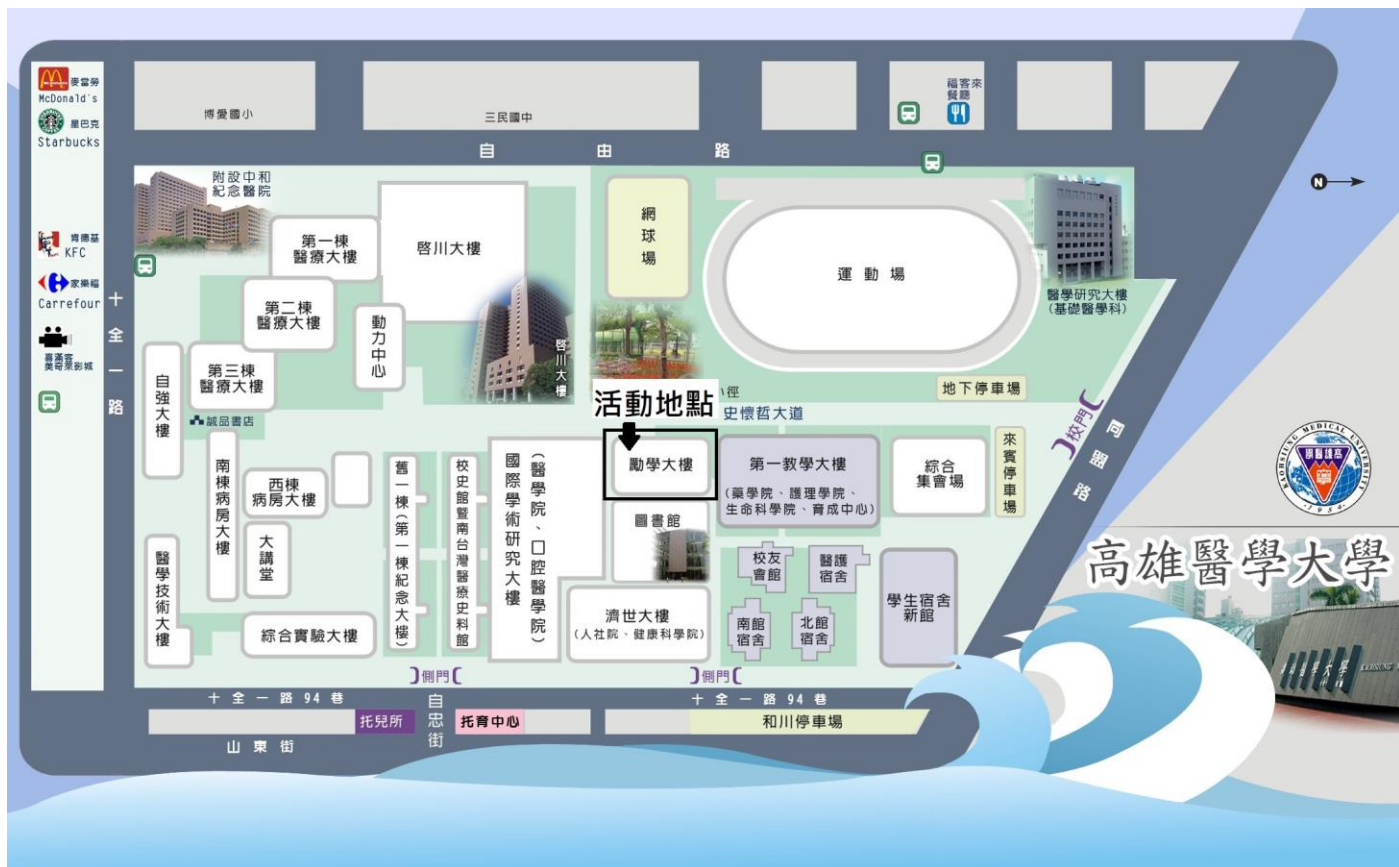 麥當勞
McDonald's
星巴克
Starbucks
肯德基
KFC
家樂福
Carrefour
喜滿客
美奇萊影城
十全一路
博愛國小
三民國中
福客來
餐廳
自由路
N
附設中和
紀念醫院
第一棟
醫療大樓
啓川大樓
第二棟
醫療大樓
動力中心
第三棟
醫療大樓
啓川大樓
自強大樓
誠品書店
網球場
運動場
醫學研究大樓
(基礎醫學科)
地下停車場
小徑
活動地點
史懷哲大道
校門
同盟路
來賓停車場
南棟病房大樓
西棟
病房大樓
大講堂
舊一棟(第一棟紀念大樓)
校史館暨南台灣醫療史料館
國際學術研究大樓
(醫學院、口腔醫學院)
勵學大樓
第一教學大樓
(藥學院、護理學院、
生命科學院、育成中心)
綜合
集會場
圖書館
醫學技術大樓
綜合實驗大樓
濟世大樓
(人社院、健康科學院)
校友
會館
醫護
宿舍
南館
宿舍
北館
宿舍
學生宿舍
新館
側門
側門
十全一路94巷
十全一路94巷
托兒所
自忠街
托育中心
和川停車場
山東街
KAOHSIUNG MEDICAL UNIVERSITY
1954
高雄醫學大學